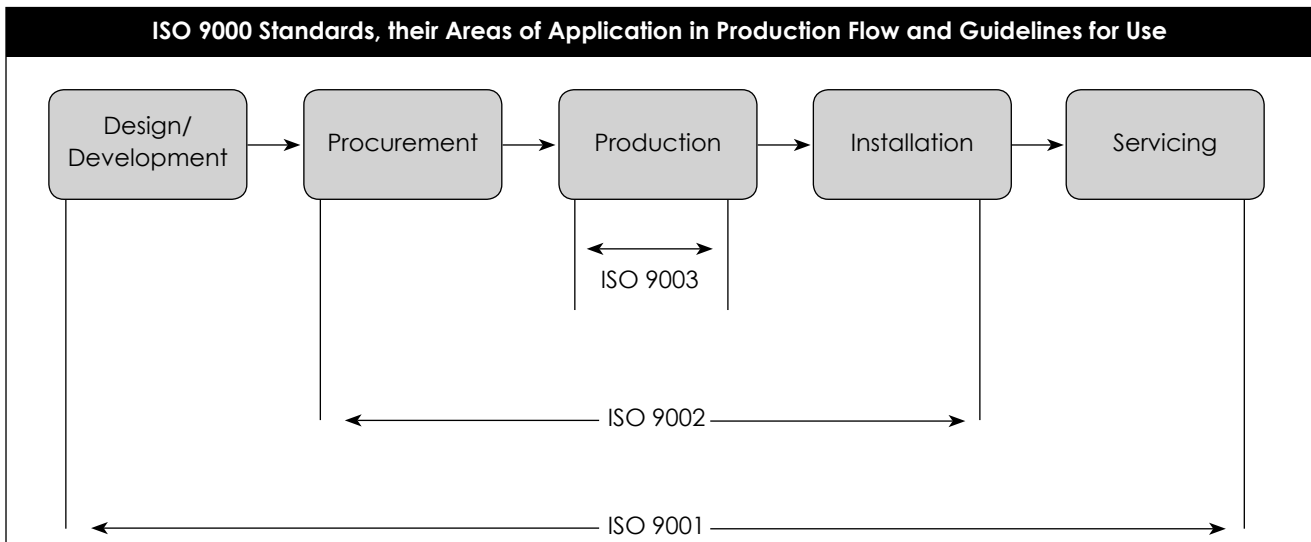 ISO 9000 Standards, their Areas of Application in Production Flow and Guidelines for Use
Design/
Development
Procurement
Production
Installation
Servicing
ISO 9003
ISO 9002
ISO 9001